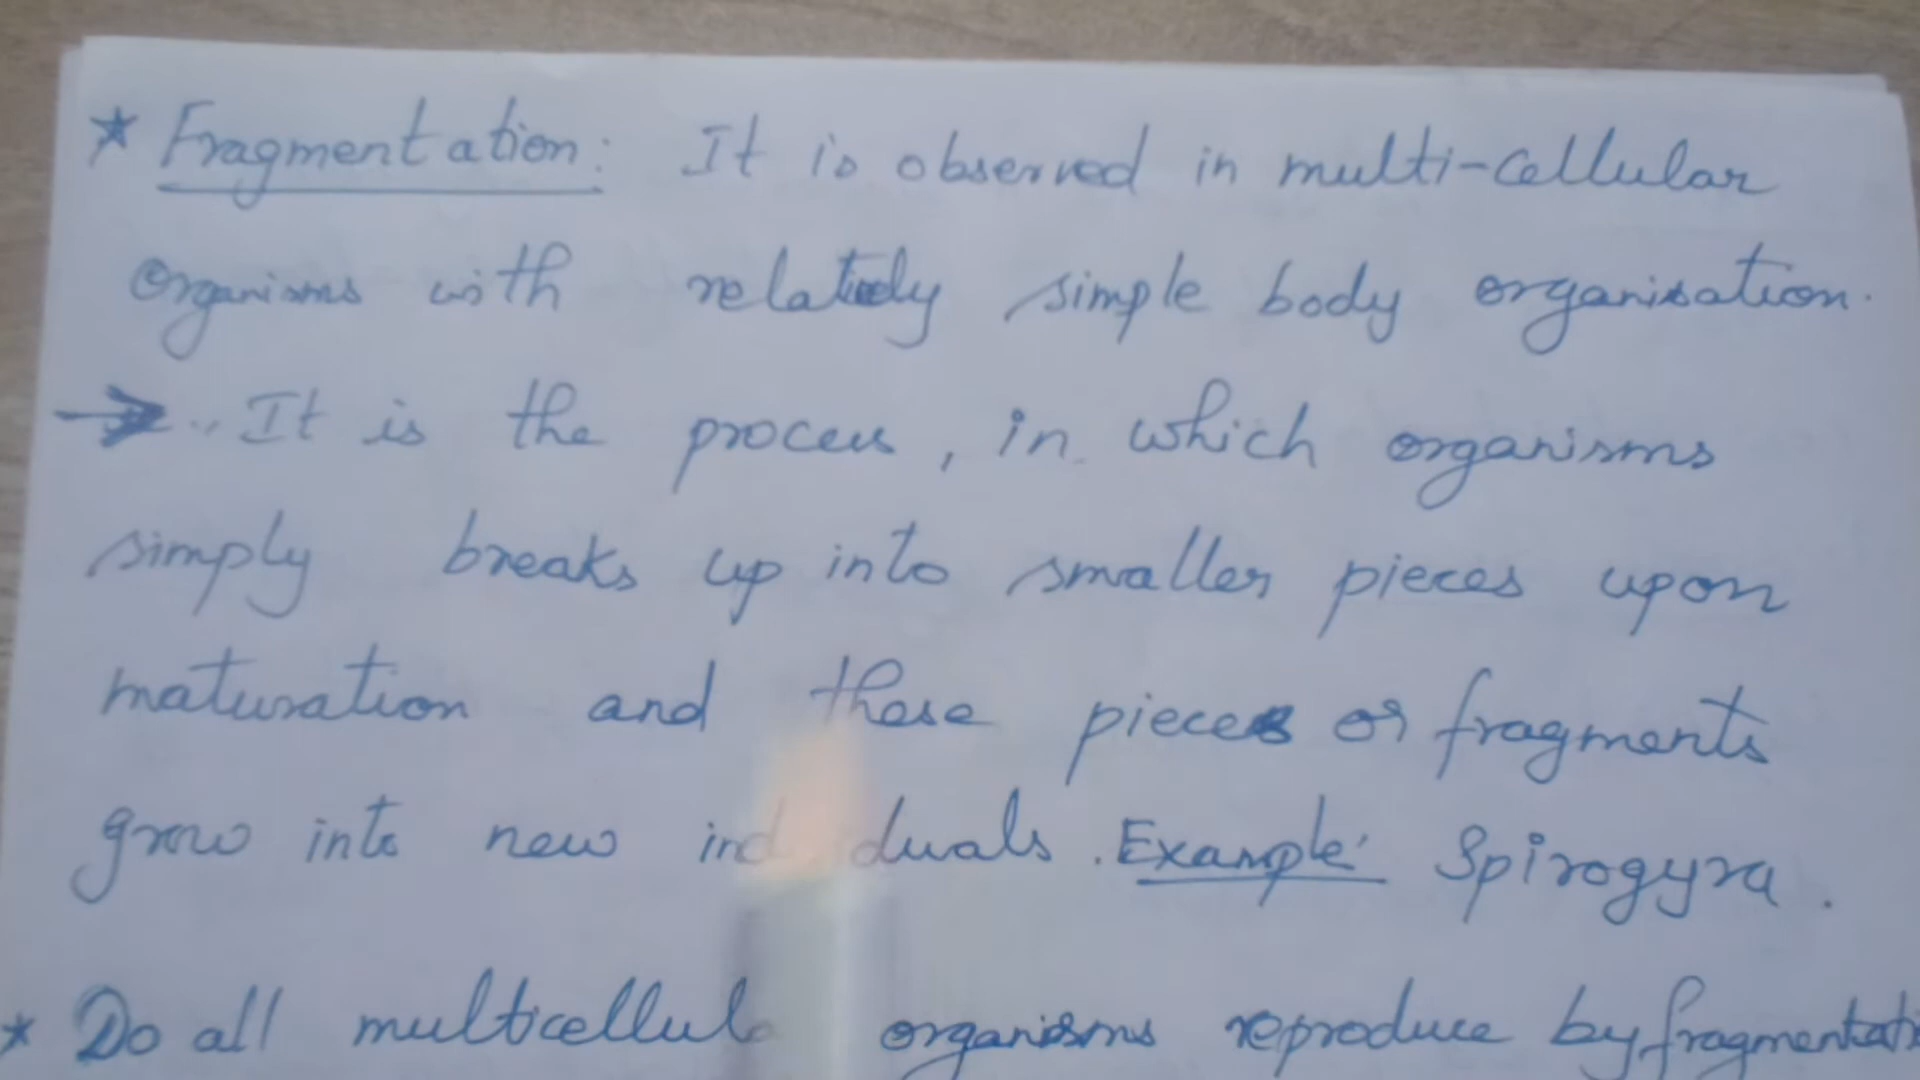 * Fragmentation: It is observed in multi-cellular
Organisms with relatively simple body organisation.
→ It is the process, in which organisms
simply breaks up into smaller pieces upon
maturation and these pieces or fragments
grow into new individuals. Example: Spirogyra.
* Do all multicellula organisms reproduce by fragmentati